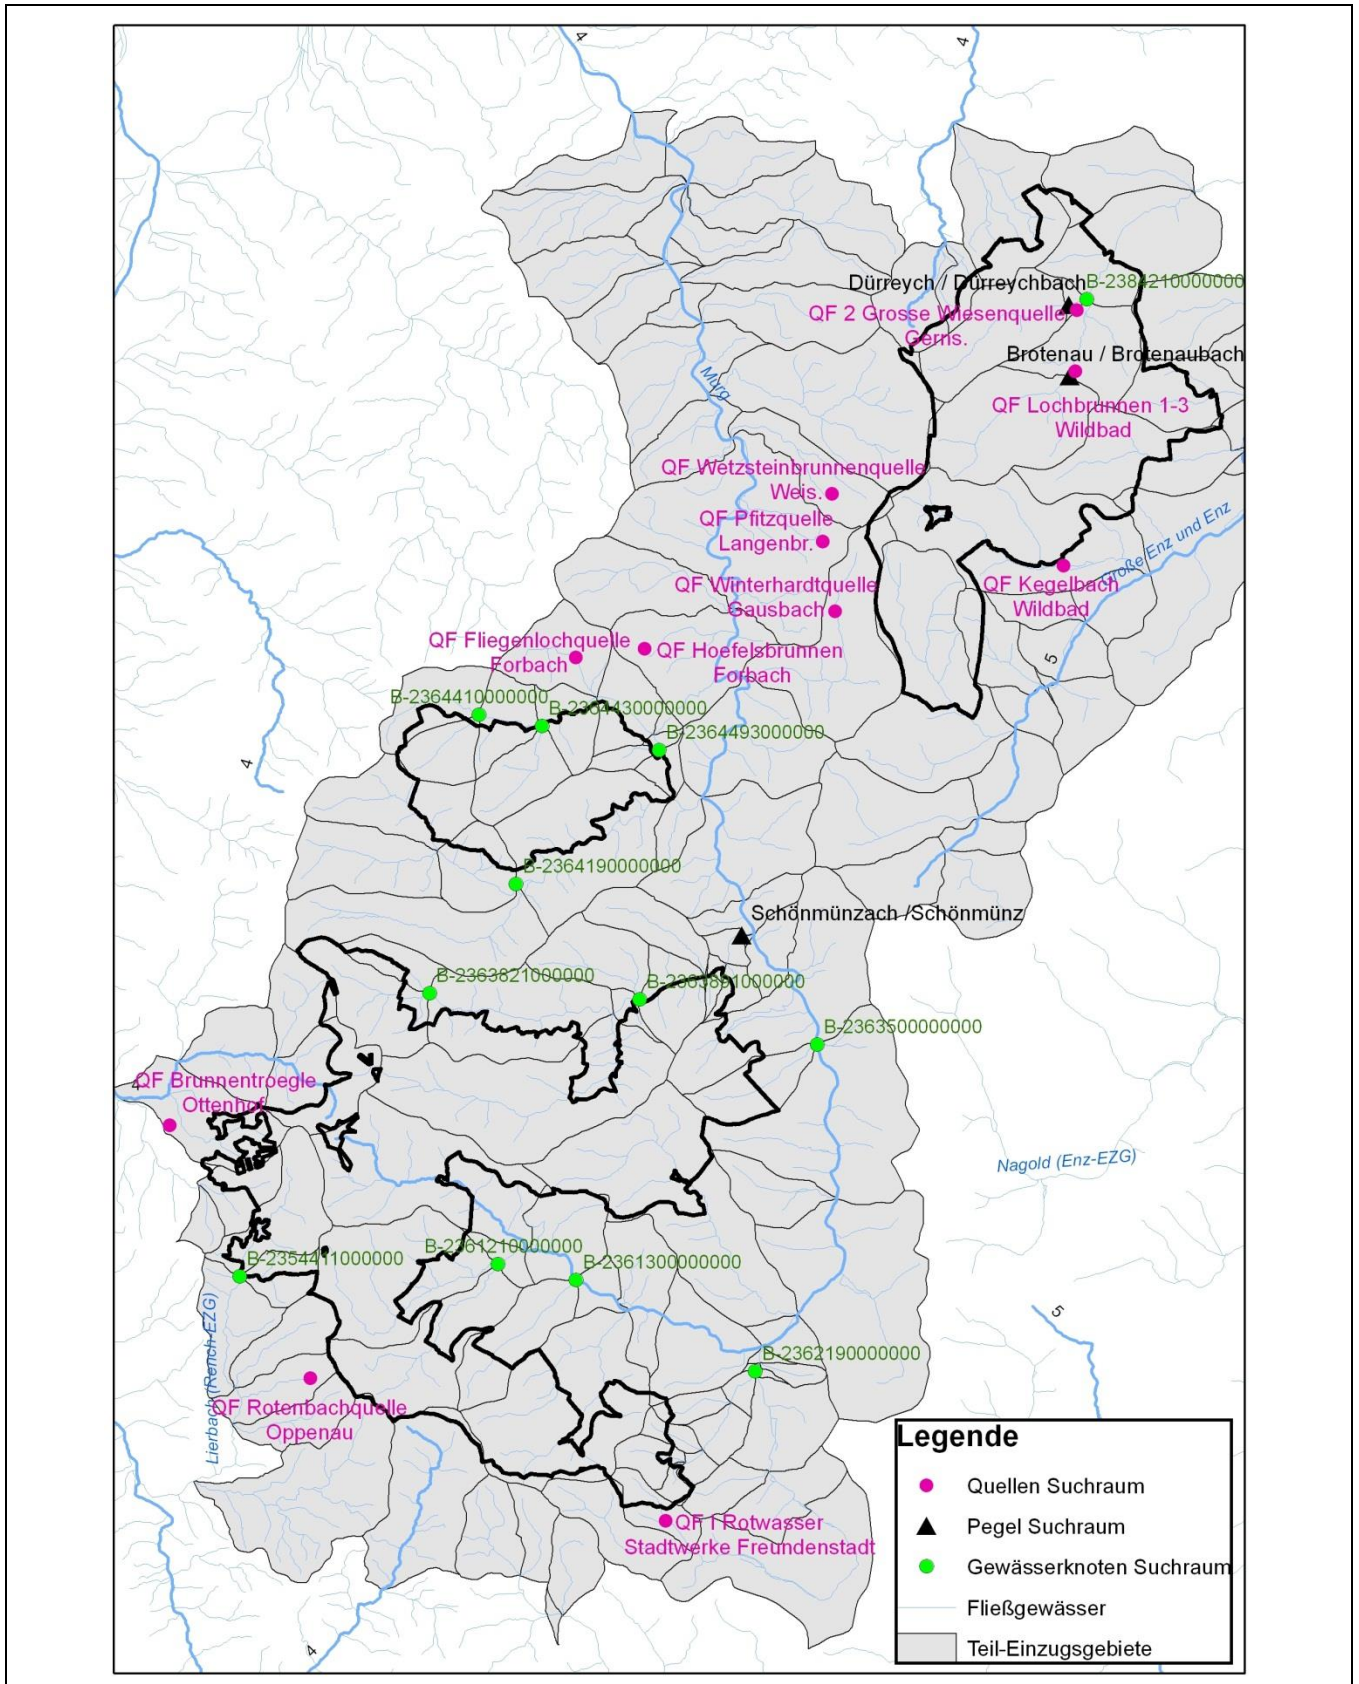 4
4
Dürreych / Dürreychbach
B-2384210000000
QF 2 Grosse Wiesenquelle
Gerns.
Brotenau / Brotenaubach
Murg
QF Lochbrunnen 1-3
Wildbad
QF Wetzsteinbrunnenquelle
Weis.
QF Pfitzquelle
Langenbr.
Große Enz und Enz
QF Winterhardtquelle
Gausbach
QF Kegelbach
Wildbad
QF Fliegenlochquelle
Forbach
QF Hoefelsbrunnen
Forbach
5
B-2364410000000
B-2364430000000
B-2364493000000
4
B-2364190000000
Schönmünzach /Schönmünz
B-2363821000000
B-2363891000000
B-2363500000000
4
QF Brunnentroegle
Ottenhof
Nagold (Enz-EZG)
B-2361210000000
B-2354411000000
B-2361300000000
5
Lierbach (Rench-EZG)
B-2362190000000
QF Rotenbachquelle
Oppenau
QF I Rotwasser
Stadtwerke Freundenstadt
4
Legende
Quellen Suchraum
Pegel Suchraum
Gewässerknoten Suchraum
Fließgewässer
Teil-Einzugsgebiete